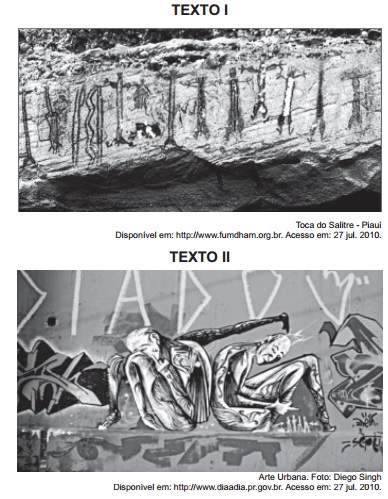 TEXTO I
Toca do Salitre - Piauí
Disponível em: http://www.fumdham.org.br. Acesso em: 27 jul. 2010.
TEXTO II
DIADOV
Arte Urbana. Foto: Diego Singh
Disponível em: http://www.diaadia.pr.gov.br. Acesso em: 27 jul. 2010.